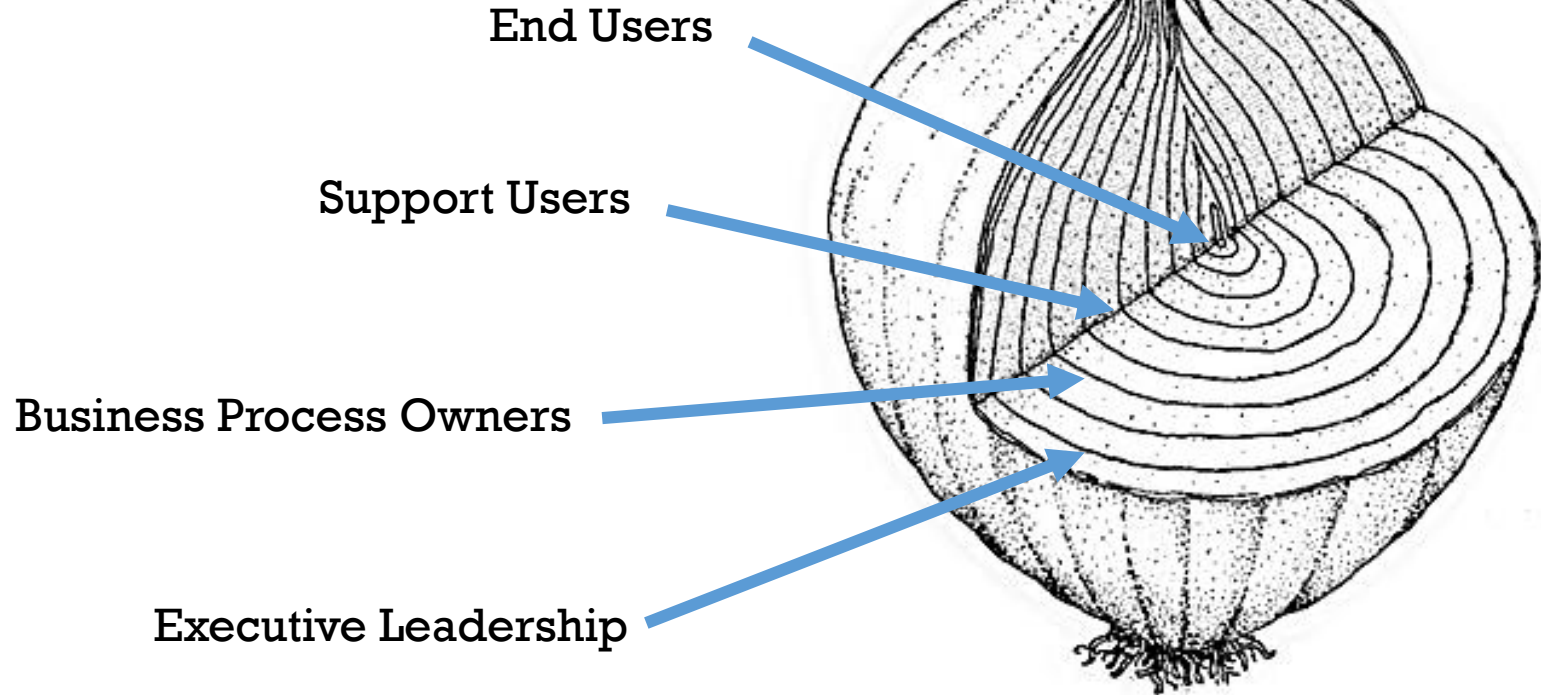 End Users
Support Users
Business Process Owners
Executive Leadership